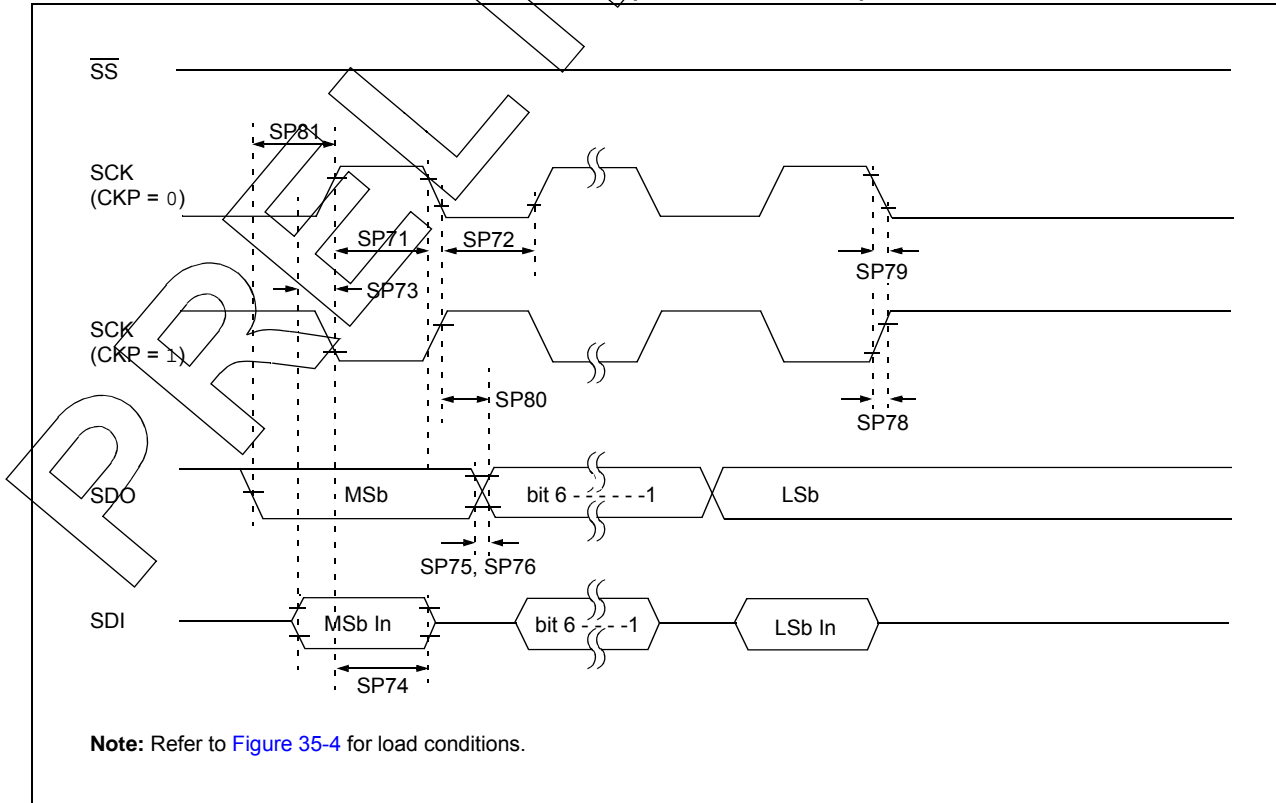 SS
SP81
SCK
(CKP = 0)
SP71 SP72
SP79
SP73
SCK
(CKP = 1)
SP80
SP78
SDO MSb bit 6 - - - - - -1 LSb
SP75, SP76
SDI MSb In bit 6 - - - -1 LSb In
SP74
Note: Refer to Figure 35-4 for load conditions.
PREL